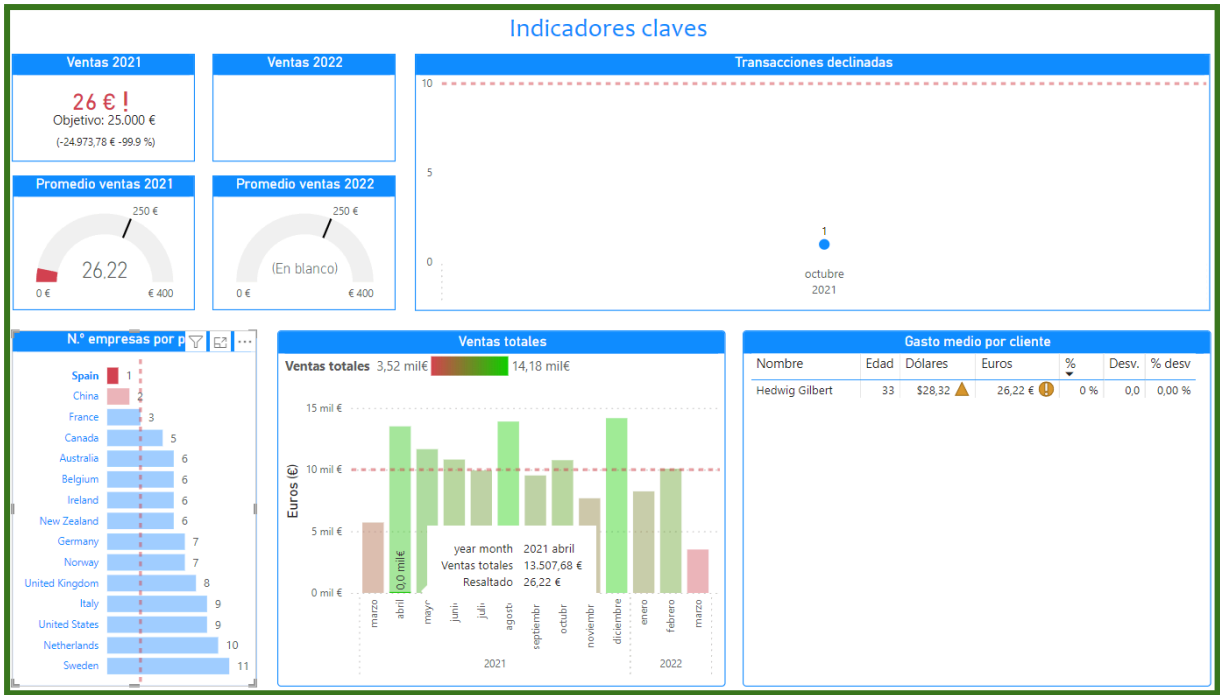 Indicadores claves
Ventas 2021
26 € !
Objetivo: 25.000 €
(-24.973,78 € -99.9 %)
Ventas 2022
Transacciones declinadas
10
5
0
1
octubre
2021
Promedio ventas 2021
250 €
26,22
0 €
€ 400
Promedio ventas 2022
250 €
(En blanco)
0 €
€ 400
N.º empresas por p
Spain 1
China 2
France 3
Canada 5
Australia 6
Belgium 6
Ireland 6
New Zealand 6
Germany 7
Norway 7
United Kingdom 8
Italy 9
United States 9
Netherlands 10
Sweden 11
Ventas totales
Ventas totales 3,52 mil€ 14,18 mil€
Euros (€)
15 mil €
10 mil €
5 mil €
0 mil €
0,0 mil€
year month 2021 abril
Ventas totales 13.507,68 €
Resaltado 26,22 €
marzo
abril
mayo
junio
julio
agosto
septiembr
octubr
noviembr
diciembre
enero
febrero
marzo
2021
2022
Gasto medio por cliente
Nombre Edad Dólares Euros % Desv. % desv
Hedwig Gilbert 33 $28,32 26,22 € ! 0 % 0,0 0,00 %